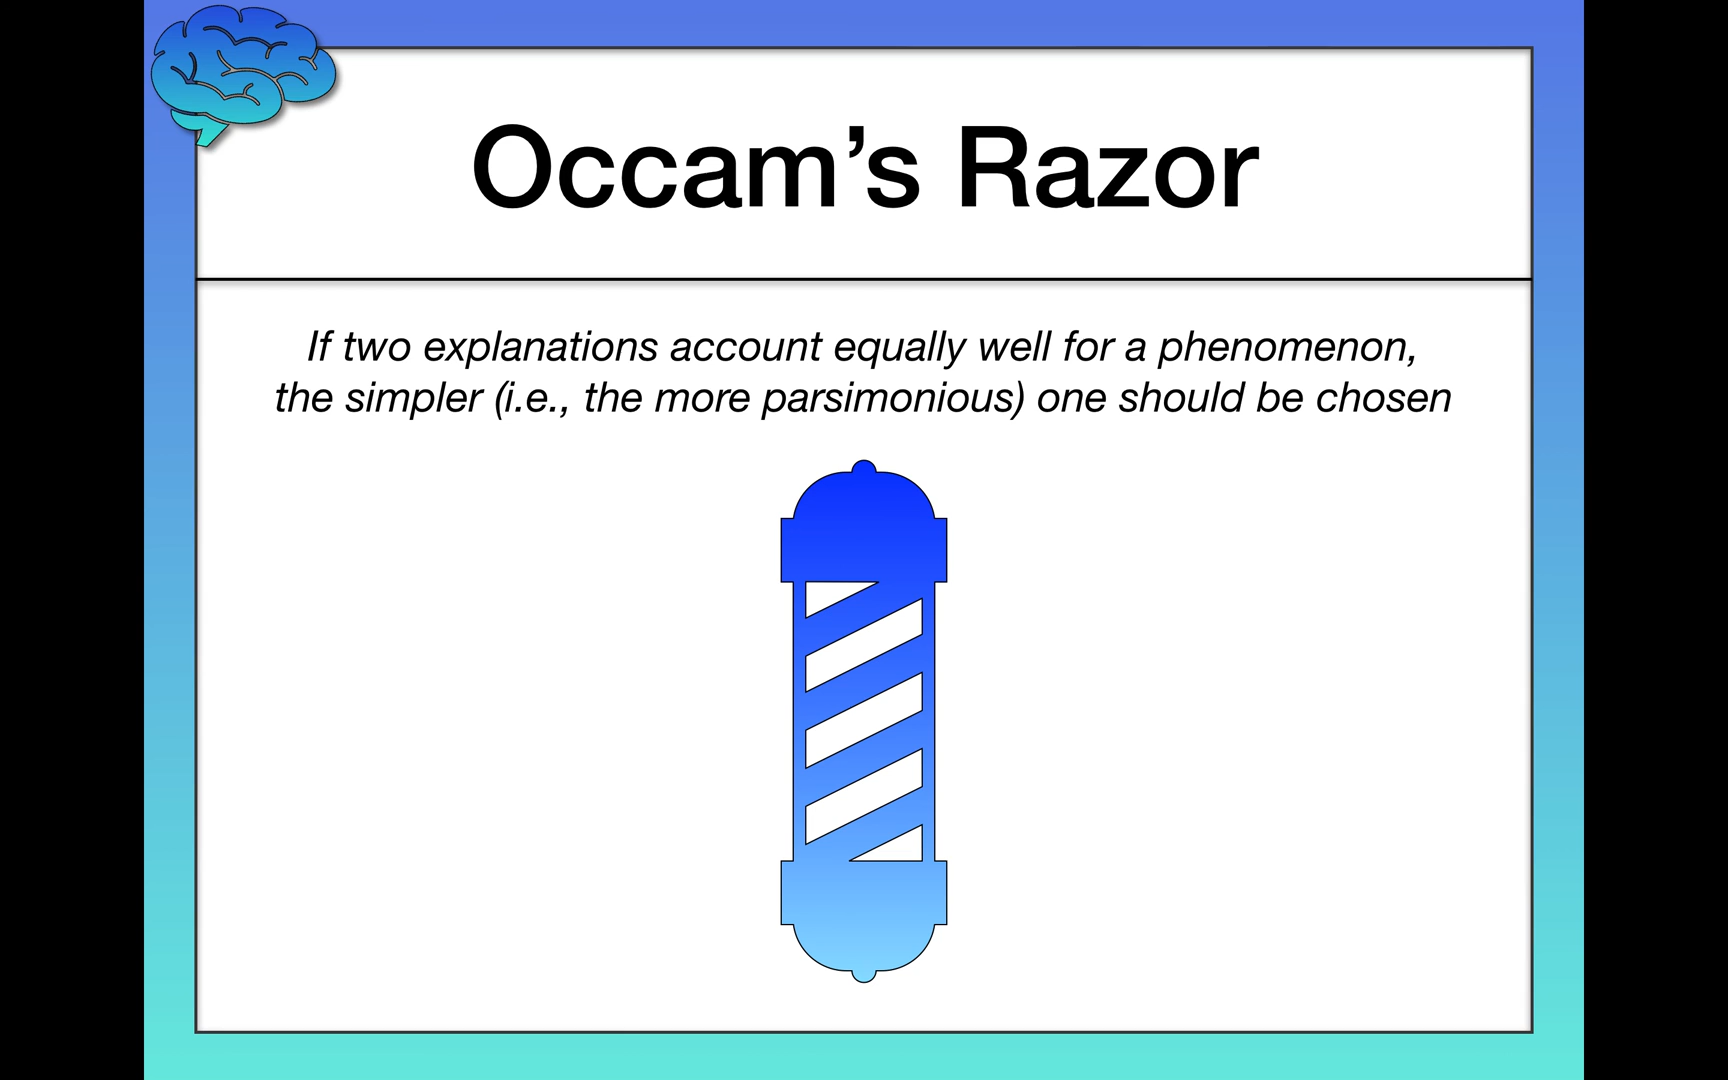 Occam’s Razor
If two explanations account equally well for a phenomenon,
the simpler (i.e., the more parsimonious) one should be chosen